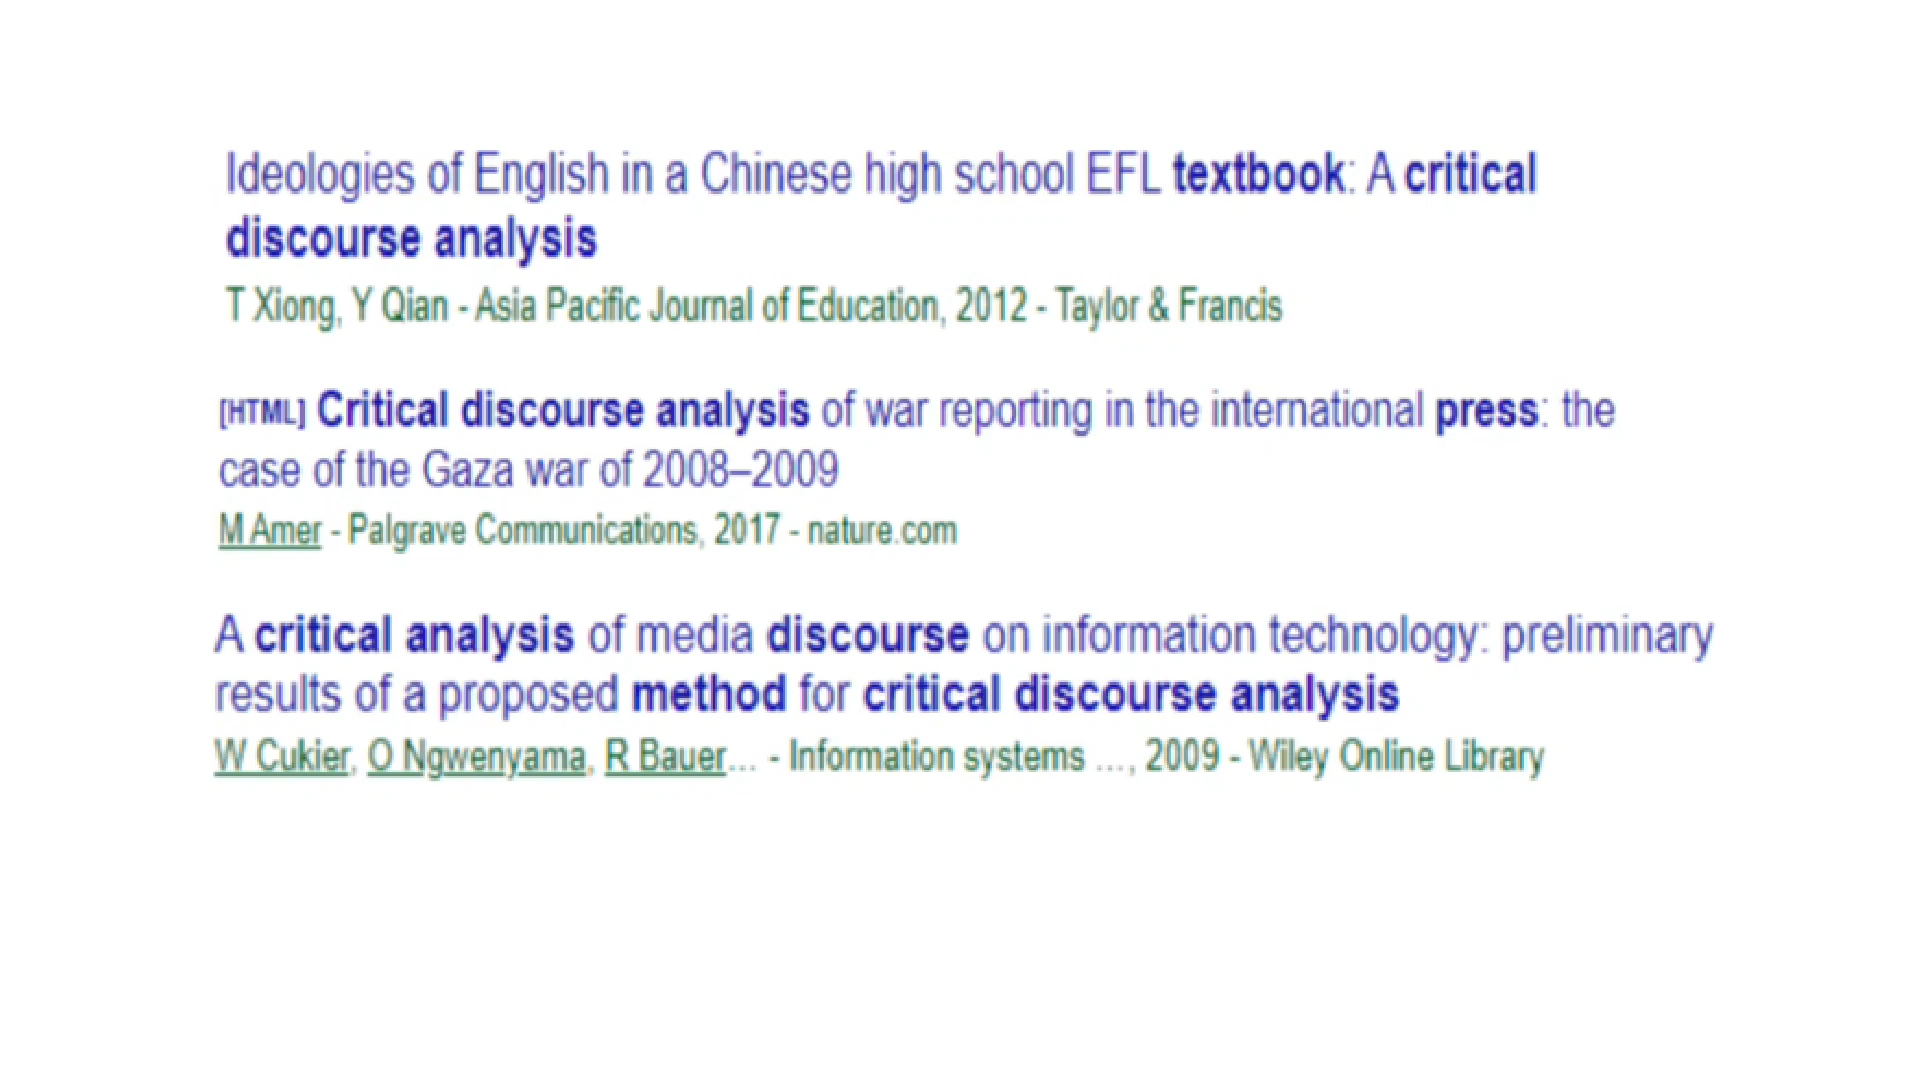 Ideologies of English in a Chinese high school EFL textbook: A critical
discourse analysis
T Xiong, Y Qian - Asia Pacific Journal of Education, 2012 - Taylor & Francis
[HTML] Critical discourse analysis of war reporting in the international press: the
case of the Gaza war of 2008–2009
M Amer - Palgrave Communications, 2017 - nature.com
A critical analysis of media discourse on information technology: preliminary
results of a proposed method for critical discourse analysis
W Cukier, O Ngwenyama, R Bauer... - Information systems ..., 2009 - Wiley Online Library